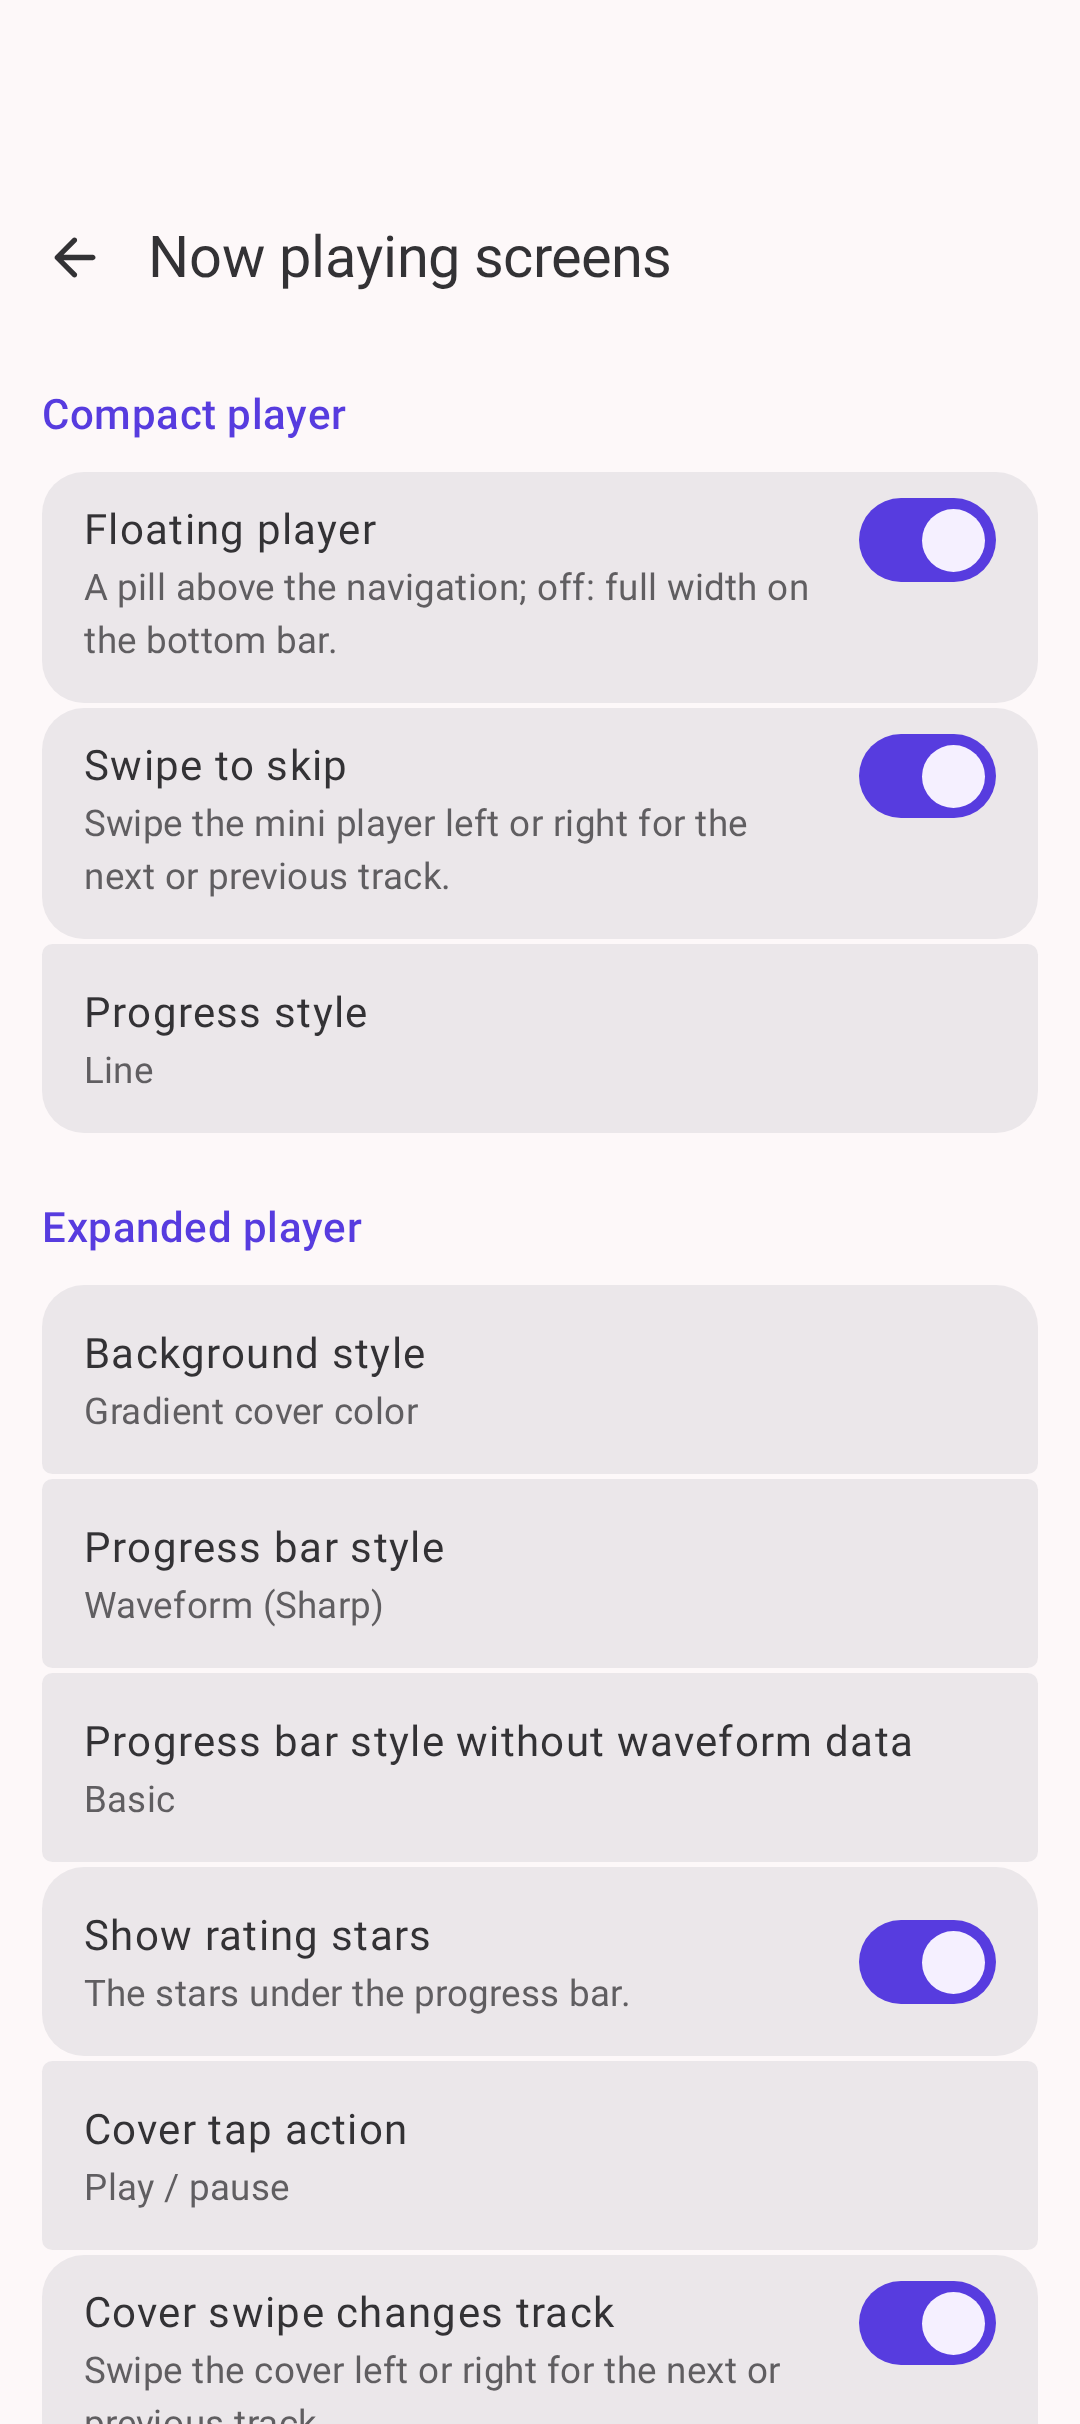 Now playing screens
Compact player
Floating player
A pill above the navigation; off: full width on
the bottom bar.
Swipe to skip
Swipe the mini player left or right for the
next or previous track.
Progress style
Line
Expanded player
Background style
Gradient cover color
Progress bar style
Waveform (Sharp)
Progress bar style without waveform data
Basic
Show rating stars
The stars under the progress bar.
Cover tap action
Play / pause
Cover swipe changes track
Swipe the cover left or right for the next or
previous track